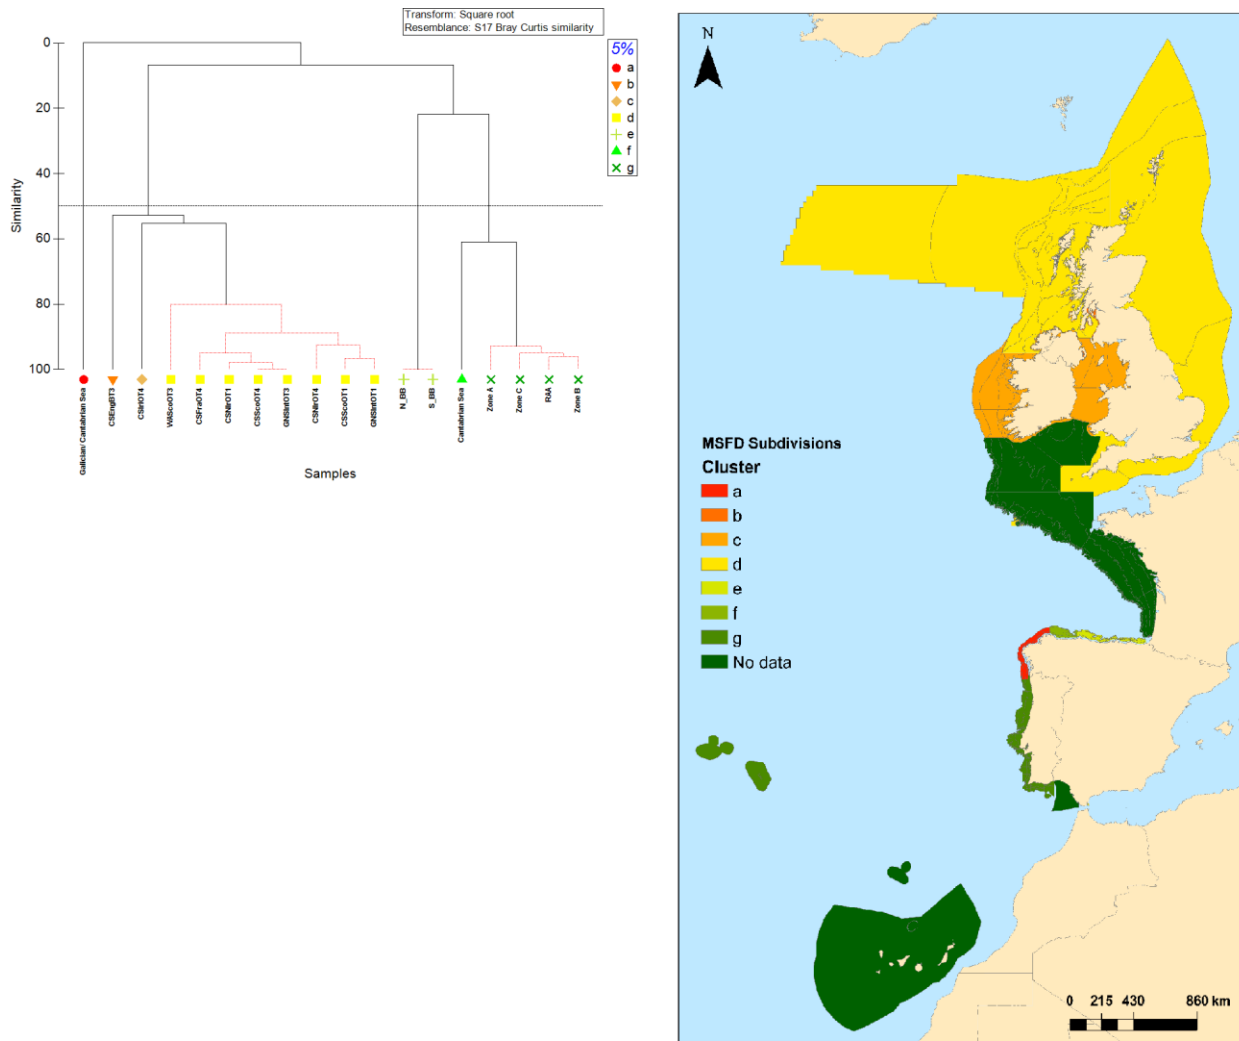 Transform: Square root
Resemblance: S17 Bray Curtis similarity
5%
a
b
c
d
e
f
g
0
20
40
60
80
100
Similarity
Galician/ Cantabrian Sea
CSEngBT3
CSIrlOT4
WAScoOT3
CSFraOT4
CSNIrOT1
CSScoOT4
GNSIntOT3
CSNIrOT4
CSScoOT1
GNSIntOT1
N_BB
S_BB
Cantabrian Sea
Zone A
Zone C
RAA
Zone B
Samples
N
MSFD Subdivisions
Cluster
a
b
c
d
e
f
g
No data
C
0 215 430 860 km